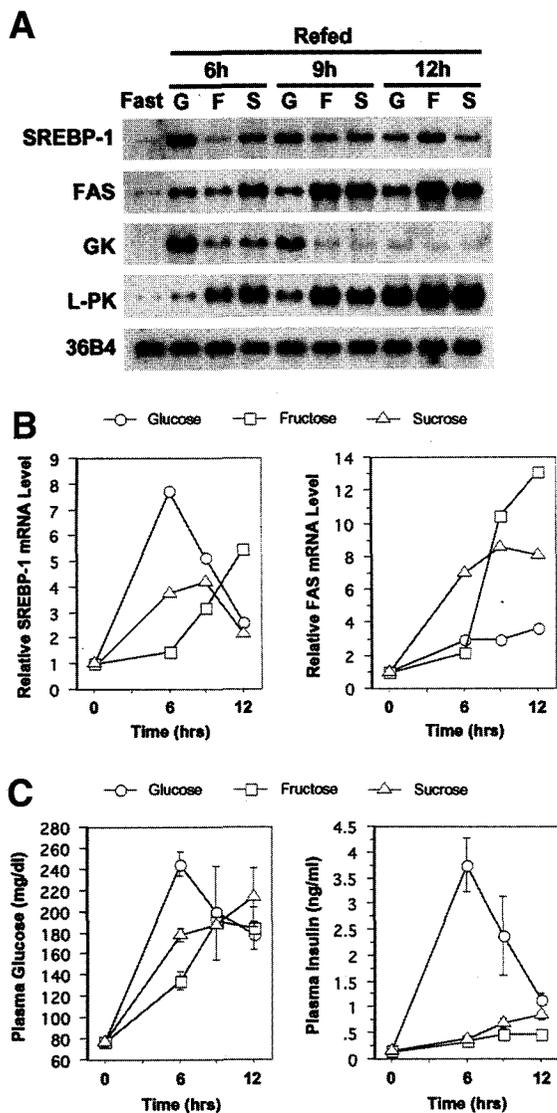 A
Refed
6h 9h 12h
Fast G F S G F S G F S
SREBP-1
FAS
GK
L-PK
36B4
B
Glucose Fructose Sucrose
Relative SREBP-1 mRNA Level
9
8
7
6
5
4
3
2
1
0
0 6 12
Time (hrs)
Relative FAS mRNA Level
14
12
10
8
6
4
2
0
0 6 12
Time (hrs)
C
Glucose Fructose Sucrose
Plasma Glucose (mg/dl)
280
260
240
220
200
180
160
140
120
100
80
60
0 6 12
Time (hrs)
Plasma Insulin (ng/ml)
4.5
4
3.5
3
2.5
2
1.5
1
.5
0
0 6 12
Time (hrs)